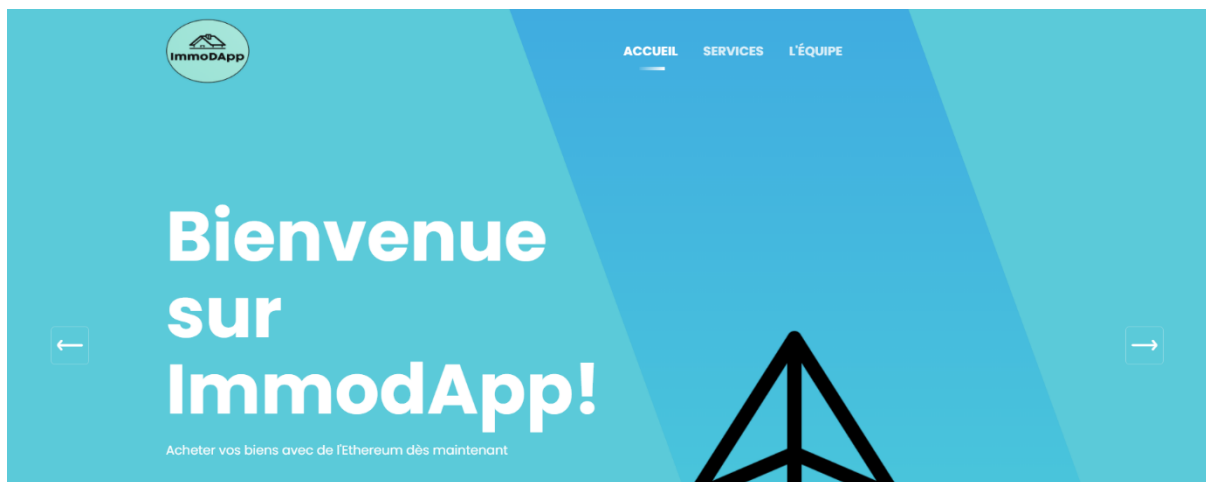 ImmoDApp
ACCUEIL SERVICES L'ÉQUIPE
Bienvenue
sur
ImmodApp!
Acheter vos biens avec de l'Ethereum dès maintenant